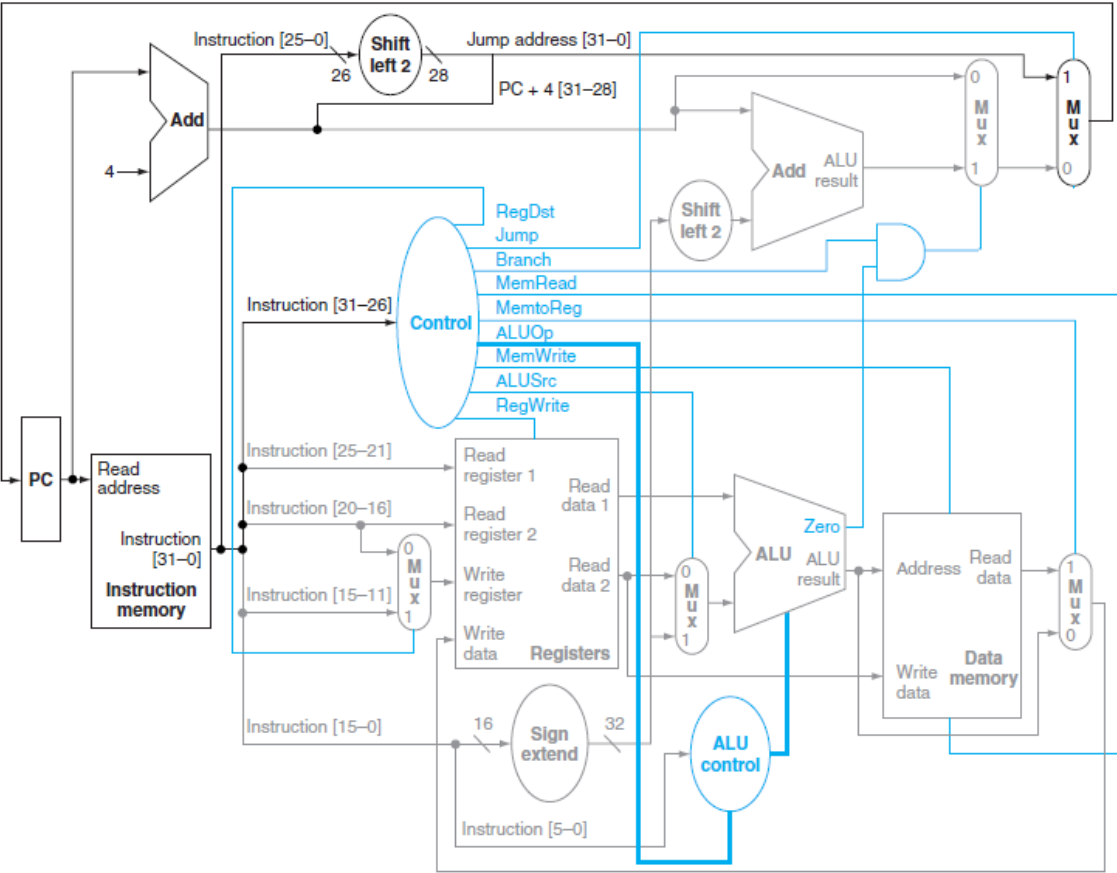 Instruction [25–0]
Shift
left 2
Jump address [31–0]
26
28
PC + 4 [31–28]
Add
4
0
M
u
x
1
1
M
u
x
0
Add
ALU
result
Shift
left 2
RegDst
Jump
Branch
MemRead
MemtoReg
ALUOp
MemWrite
ALUSrc
RegWrite
Instruction [31–26]
Control
PC
Read
address
Instruction
[31–0]
Instruction
memory
Instruction [25–21]
Instruction [20–16]
Instruction [15–11]
0
M
u
x
1
Read
register 1
Read
register 2
Write
register
Write
data
Read
data 1
Read
data 2
Registers
0
M
u
x
1
Zero
ALU
ALU
result
Address
Read
data
Write
data
Data
memory
1
M
u
x
0
Instruction [15–0]
16
Sign
extend
32
ALU
control
Instruction [5–0]